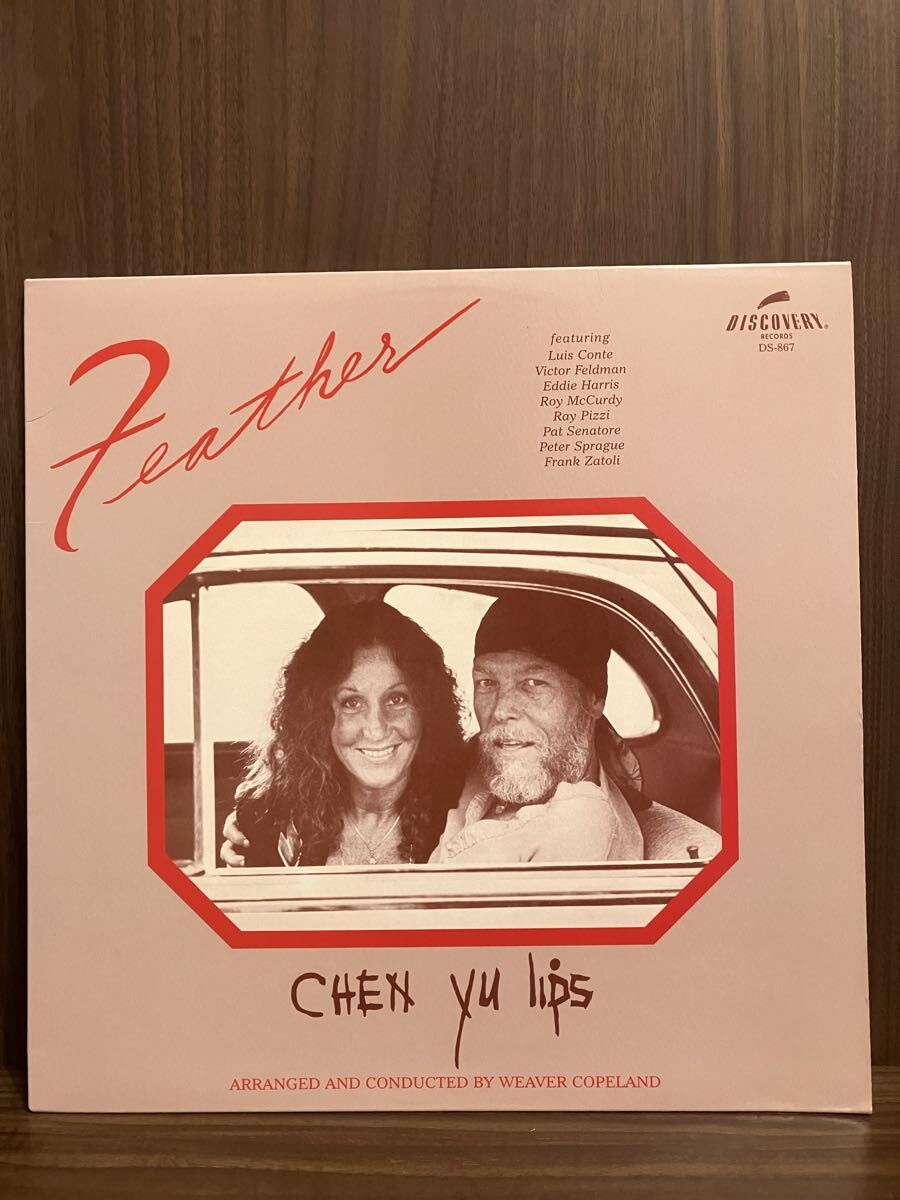 Feather
featuring
Luis Conte
Victor Feldman
Eddie Harris
Roy McCurdy
Ray Pizzi
Pat Senatore
Peter Sprague
Frank Zatoli
DISCOVERY®
RECORDS
DS-867
CHEN YU lips
ARRANGED AND CONDUCTED BY WEAVER COPELAND